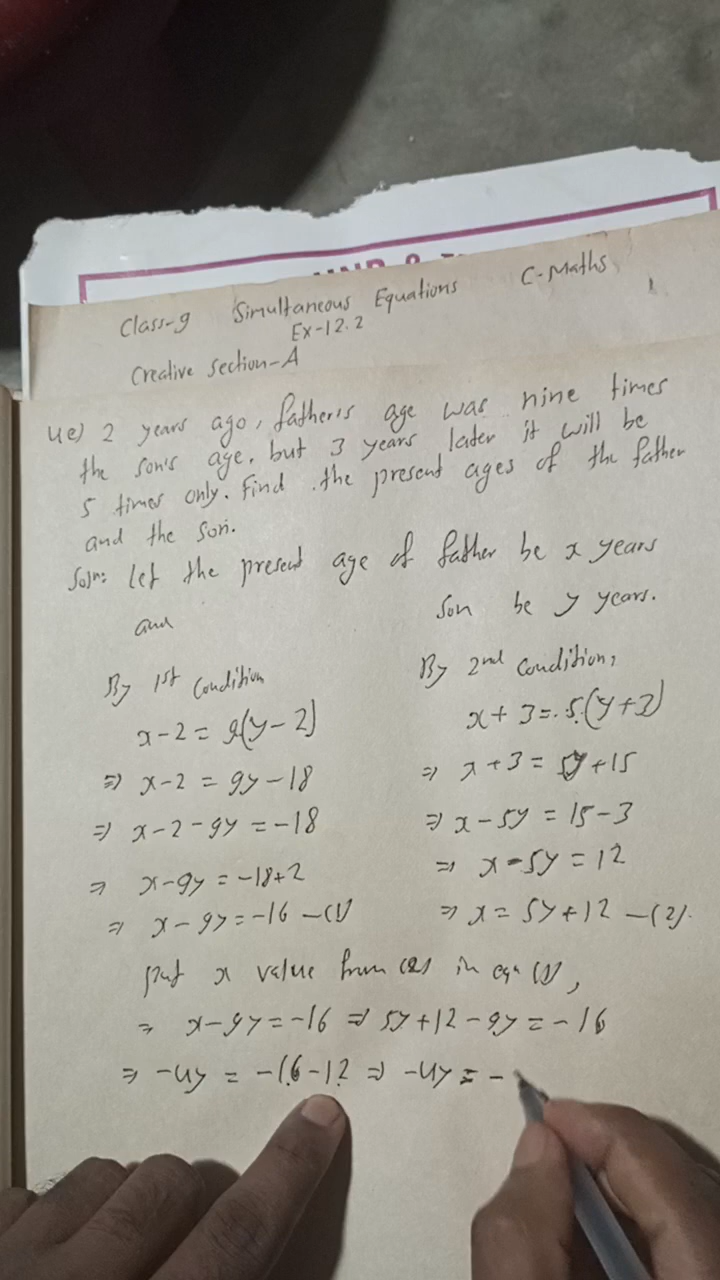 Class-9 Simultaneous Equations C-Maths
Ex-12.2
Creative Section-A
4e) 2 years ago, father's age was nine times
the son's age. but 3 years later it will be
5 times only. Find the present ages of the father
and the son.
Soln: let the present age of father be x years
and son be y years.
By 1st Condition
x-2 = 9(y-2)
=> x-2 = 9y-18
=> x-2-9y = -18
=> x-9y = -18+2
=> x-9y = -16 -(1)
By 2nd Condition,
x+3 = 5(y+3)
=> x+3 = 5y+15
=> x-5y = 15-3
=> x-5y = 12
=> x = 5y+12 -(2).
put x value from (2) in eqn (1),
=> x-9y = -16 => 5y+12-9y = -16
=> -4y = -16-12 => -4y = -